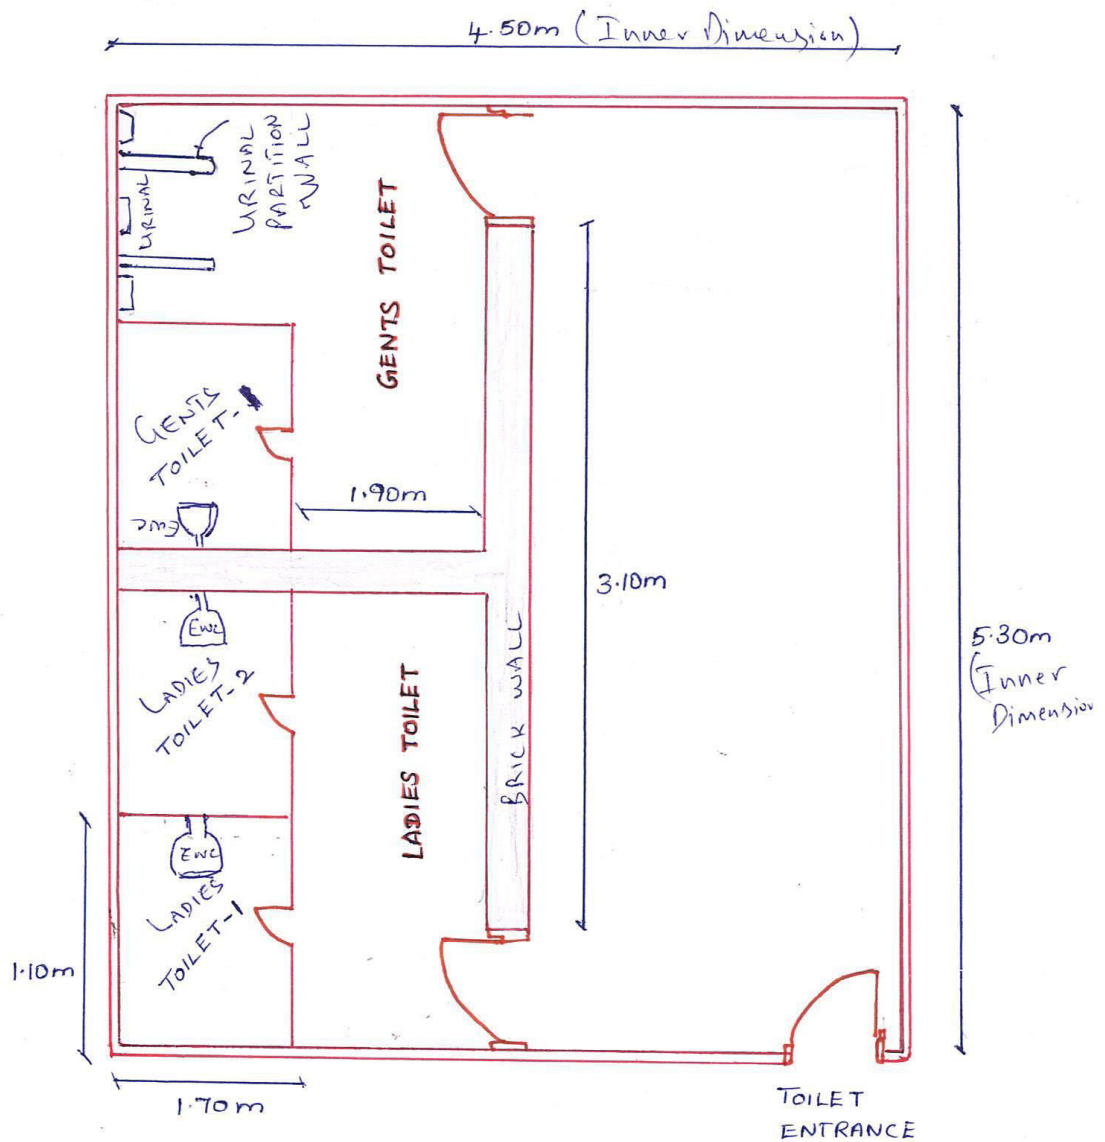 4.50m (Inner Dimension)
URINAL
PARTITION
WALL
URINAL
GENTS TOILET
GENTS
TOILET-
1.90m
EWC
3.10m
5.30m
(Inner
Dimension
EWC
LADIES
TOILET-2
LADIES TOILET
BRICK WALL
EWC
LADIES
TOILET-1
1.10m
1.70m
TOILET
ENTRANCE